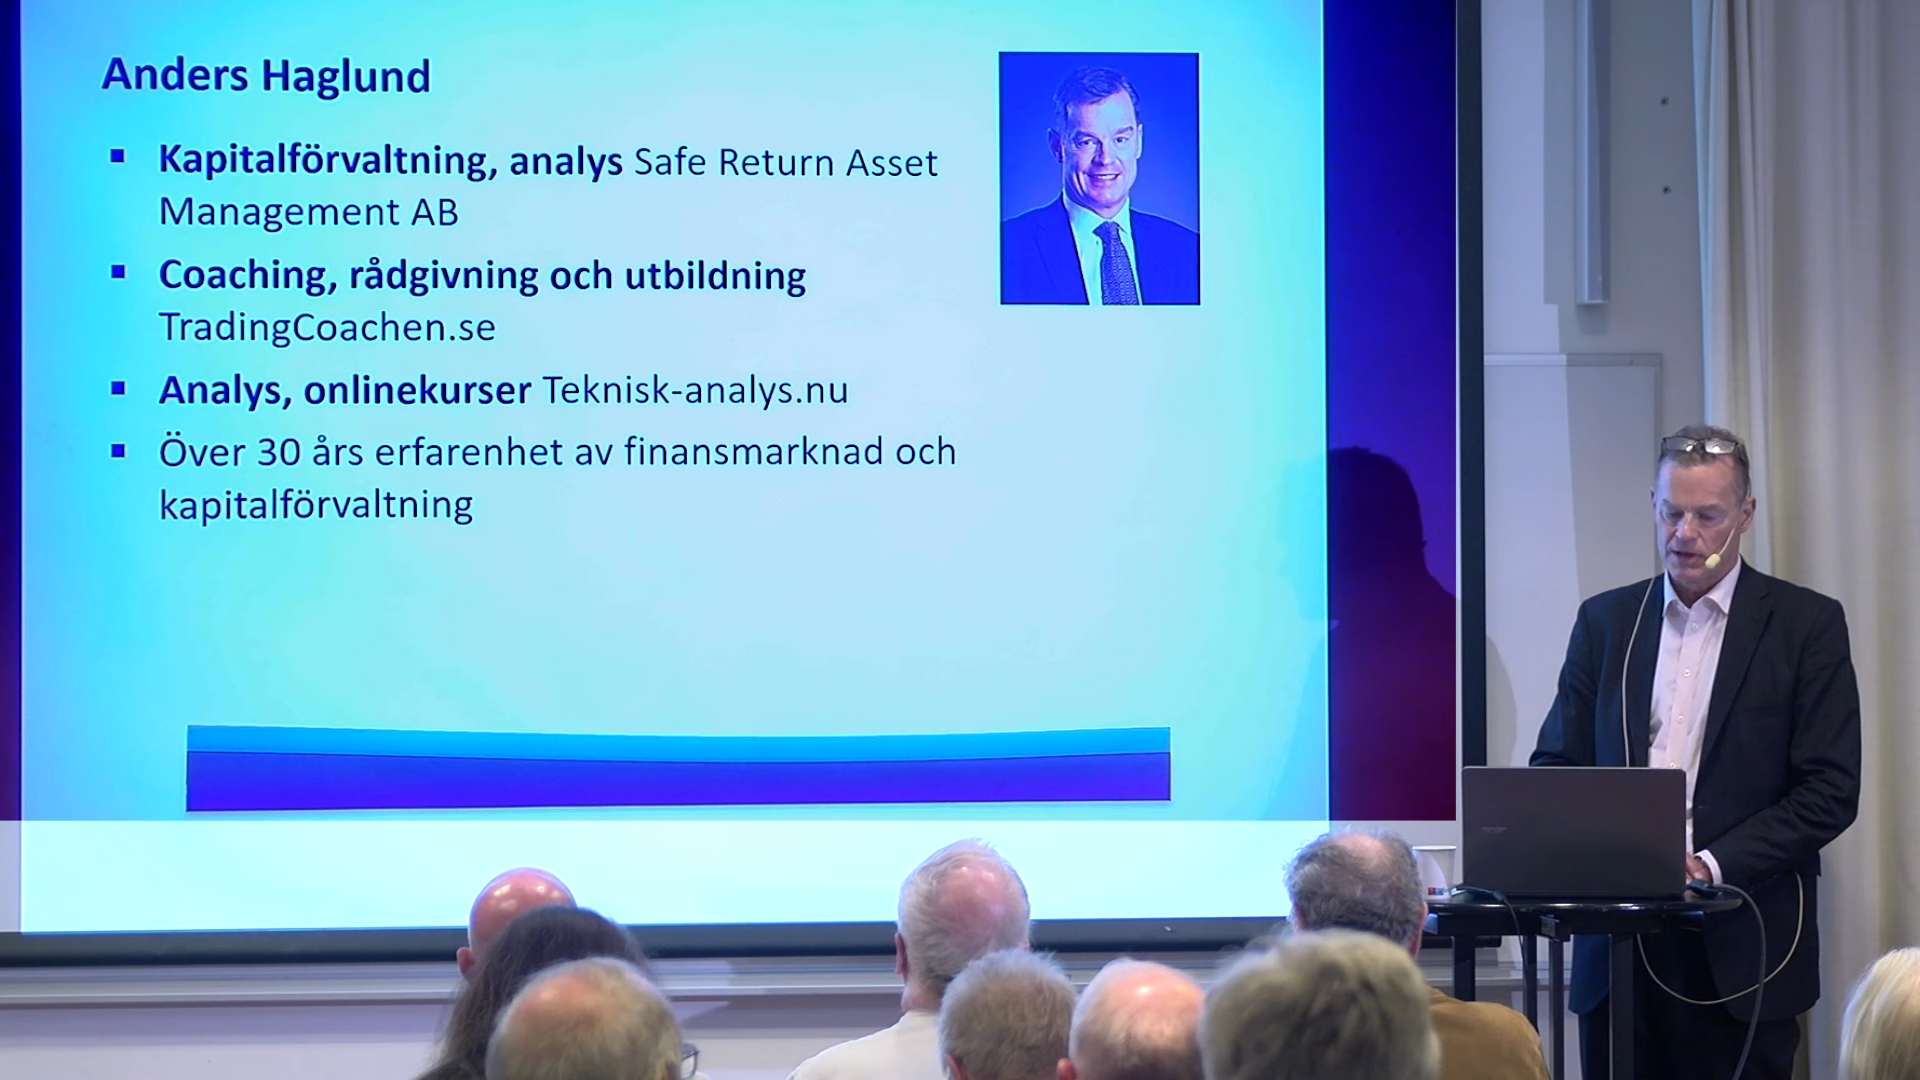 Anders Haglund
▪ Kapitalförvaltning, analys Safe Return Asset
Management AB
▪ Coaching, rådgivning och utbildning
TradingCoachen.se
▪ Analys, onlinekurser Teknisk-analys.nu
▪ Över 30 års erfarenhet av finansmarknad och
kapitalförvaltning